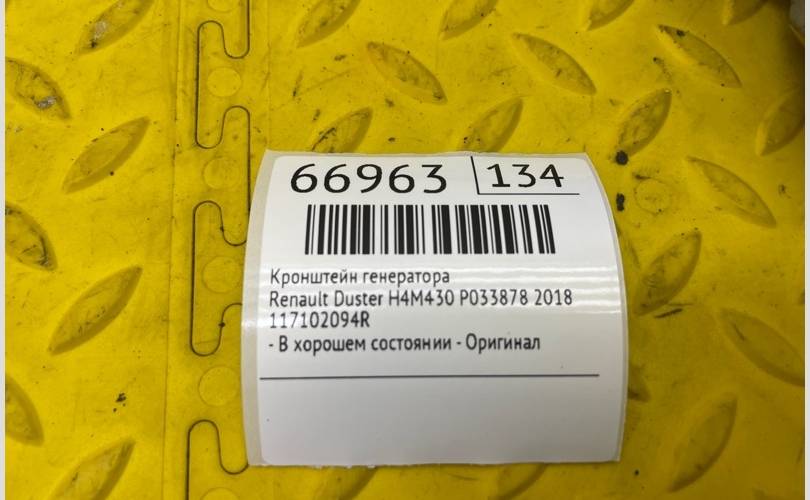 66963 134
Кронштейн генератора
Renault Duster H4M430 P033878 2018
117102094R
- В хорошем состоянии - Оригинал